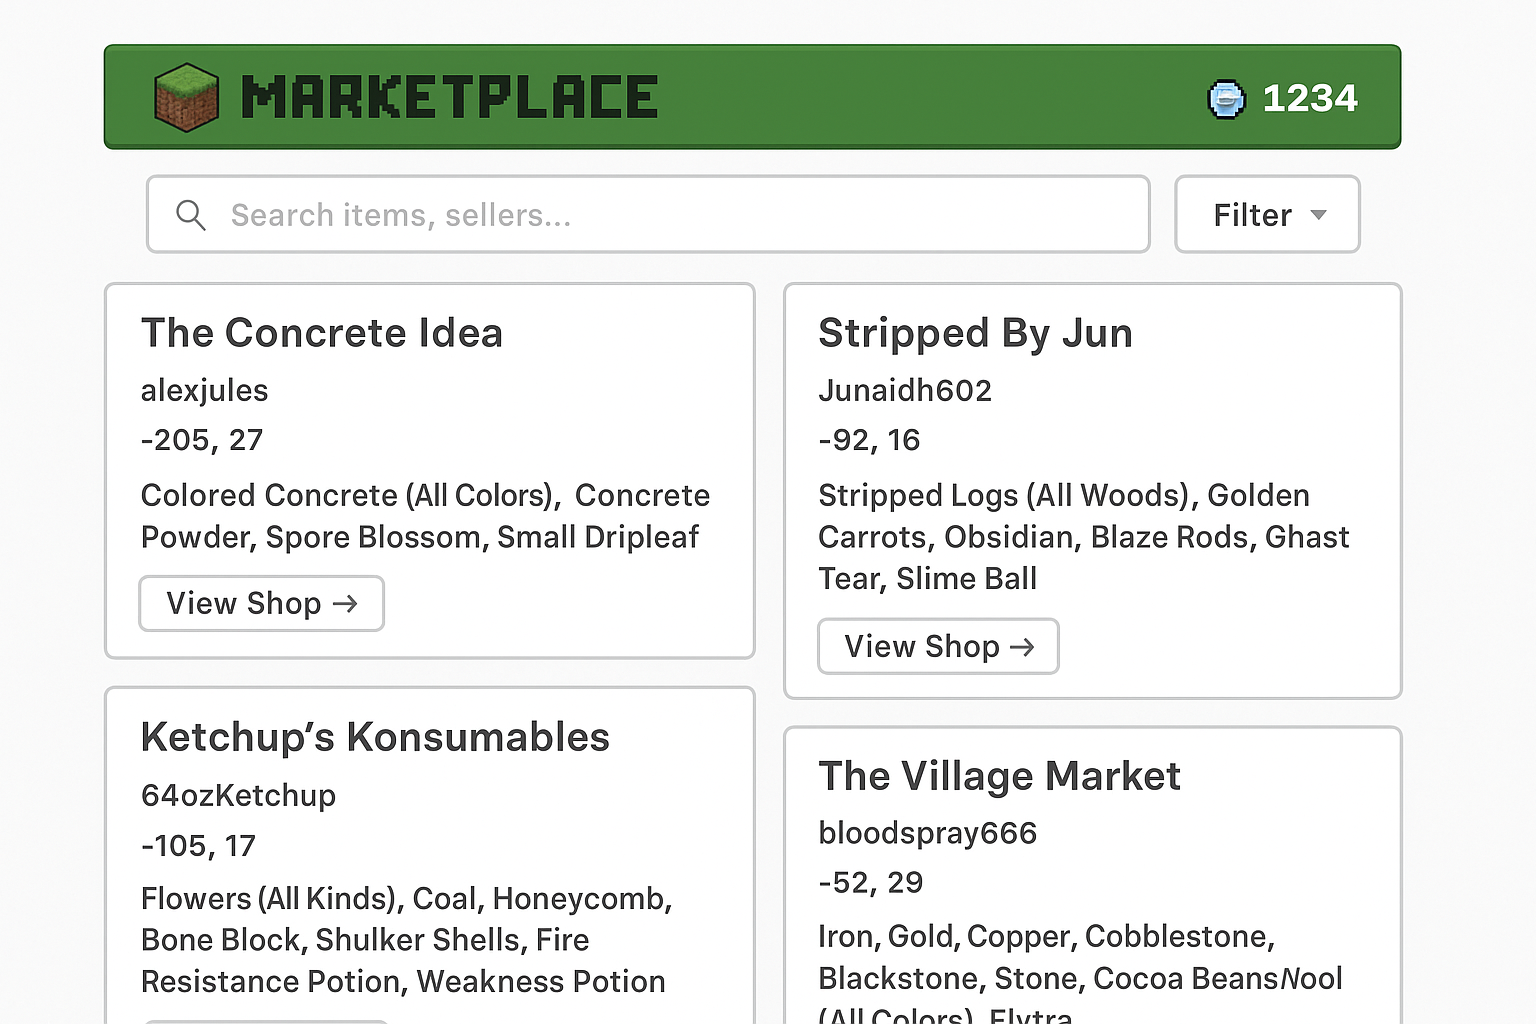 MARKETPLACE
1234
Search items, sellers...
Filter
The Concrete Idea
alexjules
-205, 27
Colored Concrete (All Colors), Concrete
Powder, Spore Blossom, Small Dripleaf
View Shop →
Stripped By Jun
Junaidh602
-92, 16
Stripped Logs (All Woods), Golden
Carrots, Obsidian, Blaze Rods, Ghast
Tear, Slime Ball
View Shop →
Ketchup’s Konsumables
64ozKetchup
-105, 17
Flowers (All Kinds), Coal, Honeycomb,
Bone Block, Shulker Shells, Fire
Resistance Potion, Weakness Potion
The Village Market
bloodspray666
-52, 29
Iron, Gold, Copper, Cobblestone,
Blackstone, Stone, Cocoa BeansNool
(All Colors), Elytra